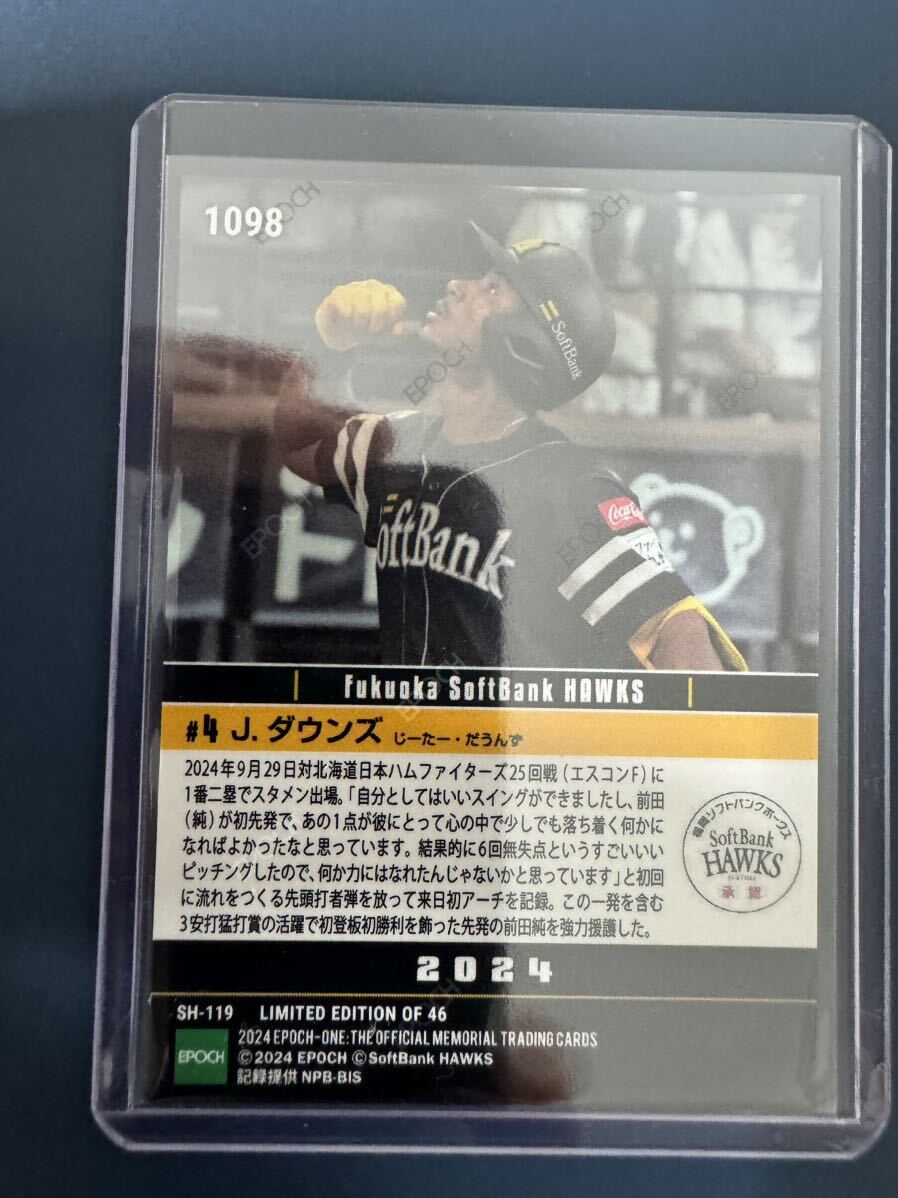 1098
EPOCH
EPOCH
SoftBank
EPOCH
EPOCH
Coca-Cola
EPOCH
EPOCH
SoftBank
ド
EPOCH
Fukuoka SoftBank HAWKS
#4 J. ダウンズ じーたー・だうんず
2024年9月29日対北海道日本ハムファイターズ25回戦（エスコンF）に
1番二塁でスタメン出場。「自分としてはいいスイングができましたし、前田
（純）が初先発で、あの1点が彼にとって心の中で少しでも落ち着く何かに
なればよかったなと思っています。結果的に6回無失点というすごいいい
ピッチングしたので、何か力にはなれたんじゃないかと思っています」と初回
に流れをつくる先頭打者弾を放って来日初アーチを記録。この一発を含む
3安打猛打賞の活躍で初登板初勝利を飾った先発の前田純を強力援護した。
福岡ソフトバンクホークス
SoftBank
HAWKS
承認
2024
SH-119 LIMITED EDITION OF 46
EPOCH
2024 EPOCH-ONE:THE OFFICIAL MEMORIAL TRADING CARDS
©2024 EPOCH ©SoftBank HAWKS
記録提供 NPB-BIS